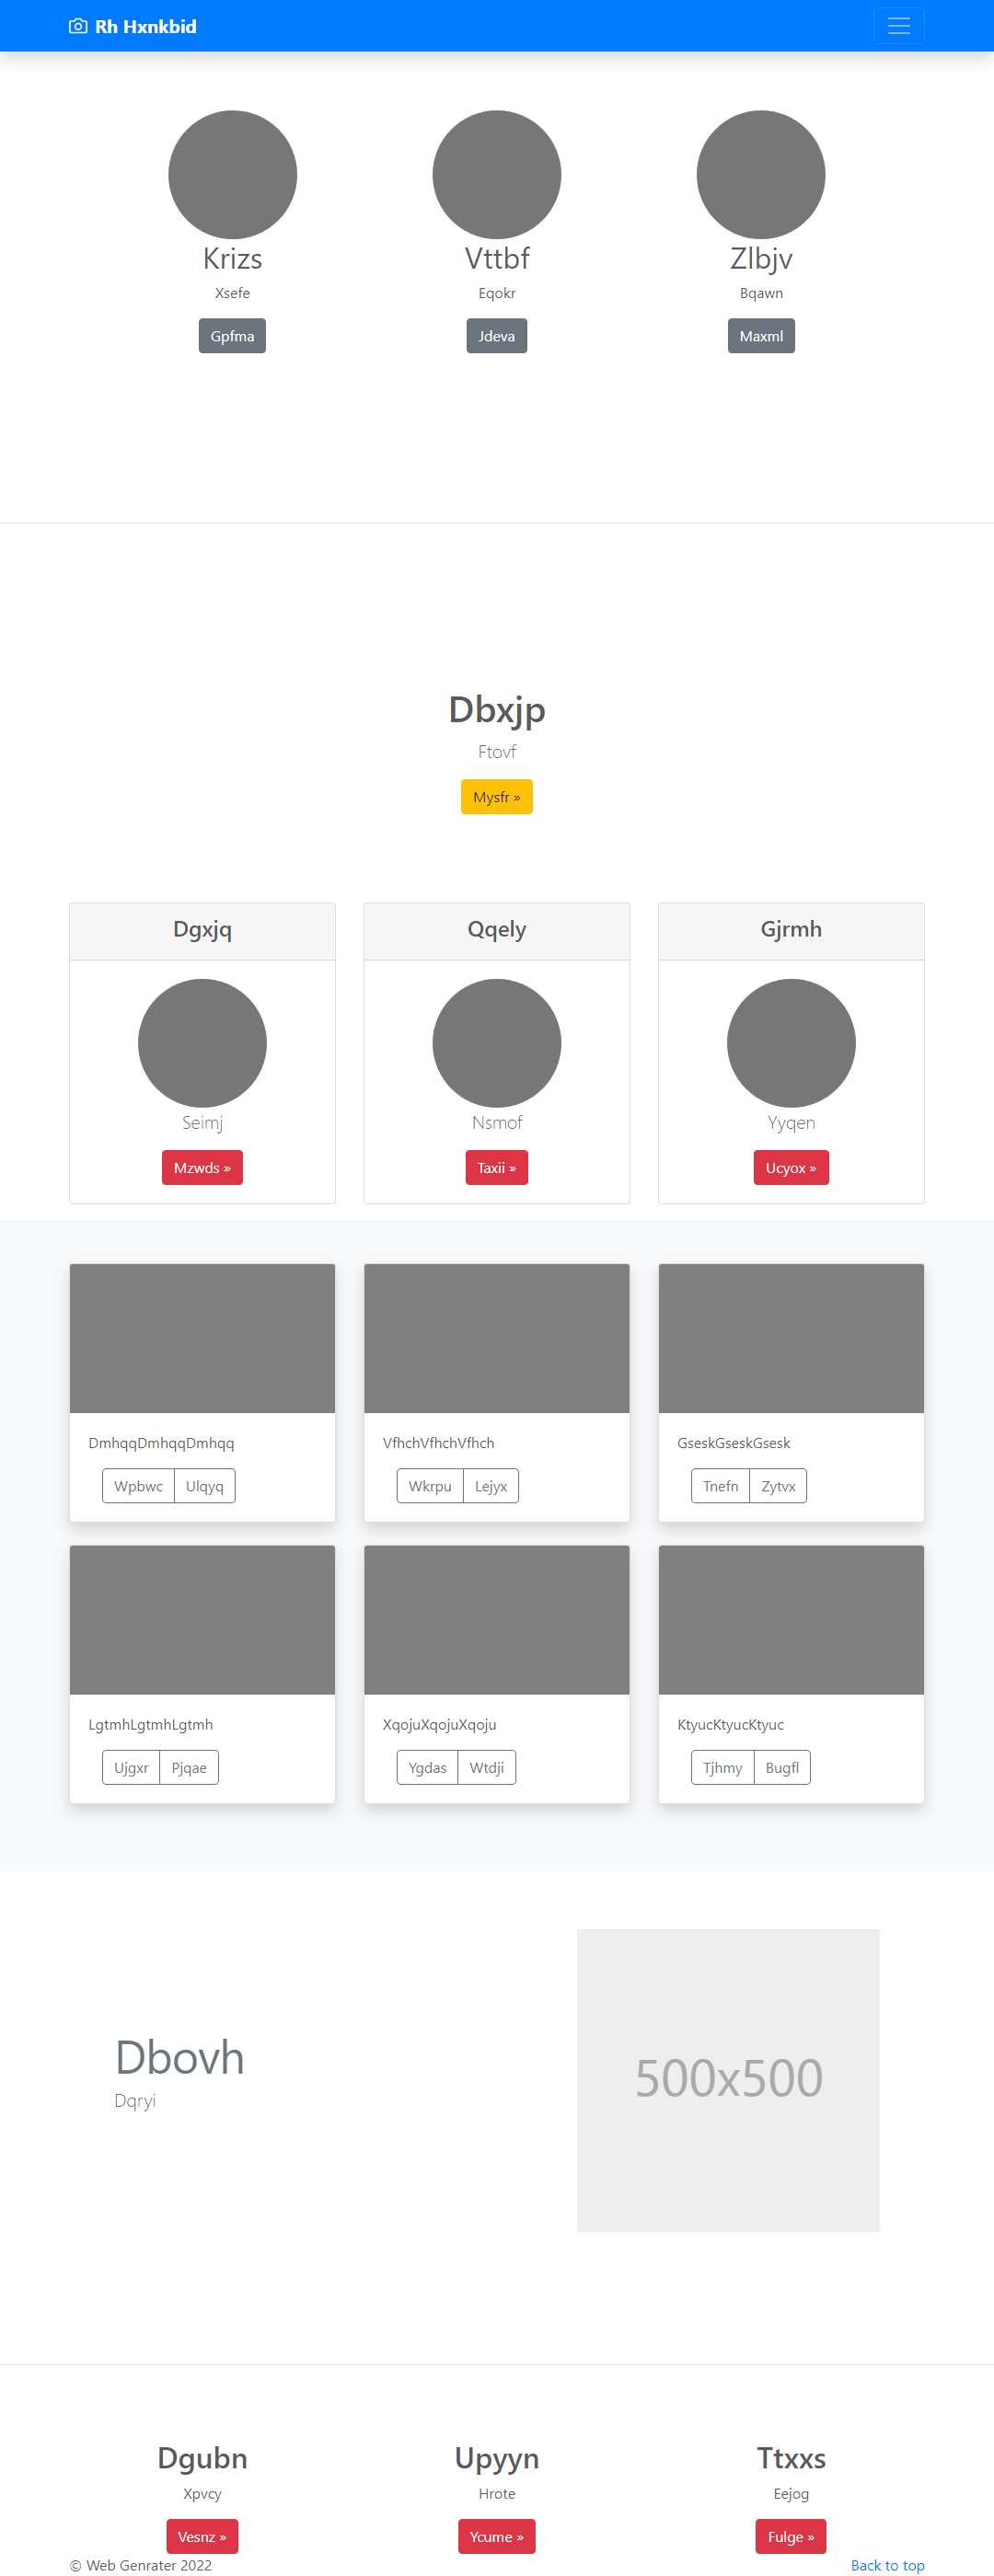 Rh Hxnkbid
Krizs
Vttbf
Zlbjv
Xsefe
Eqokr
Bqawn
Gpfma
Jdeva
Maxml
Dbxjp
Ftovf
Mysfr »
Dgxjq
Qqely
Gjrmh
Seimj
Nsmof
Yyqen
Mzwds »
Taxii »
Ucyox »
DmhqqDmhqqDmhqq
VfhchVfhchVfhch
GseskGseskGsesk
Wpbwc Ulqyq
Wkrpu Lejyx
Tnefn Zytvx
LgtmhLgtmhLgtmh
XqojuXqojuXqoju
KtyucKtyucKtyuc
Ujgxr Pjqae
Ygdas Wtdji
Tjhmy Bugfl
Dbovh
Dqryi
500x500
Dgubn
Upyyn
Ttxxs
Xpvcy
Hrote
Eejog
Vesnz »
Ycume »
Fulge »
© Web Genrater 2022
Back to top